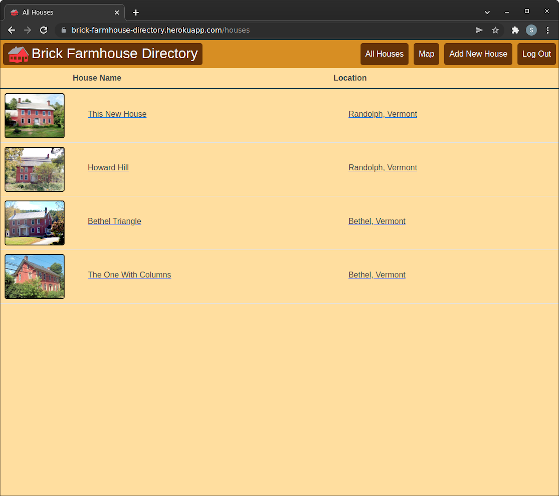 All Houses
brick-farmhouse-directory.herokuapp.com/houses
S
Brick Farmhouse Directory
All Houses
Map
Add New House
Log Out
House Name Location
This New House Randolph, Vermont
Howard Hill Randolph, Vermont
Bethel Triangle Bethel, Vermont
The One With Columns Bethel, Vermont